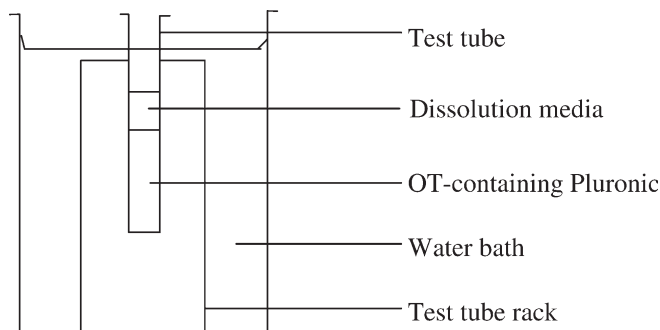 Test tube
Dissolution media
OT-containing Pluronic
Water bath
Test tube rack